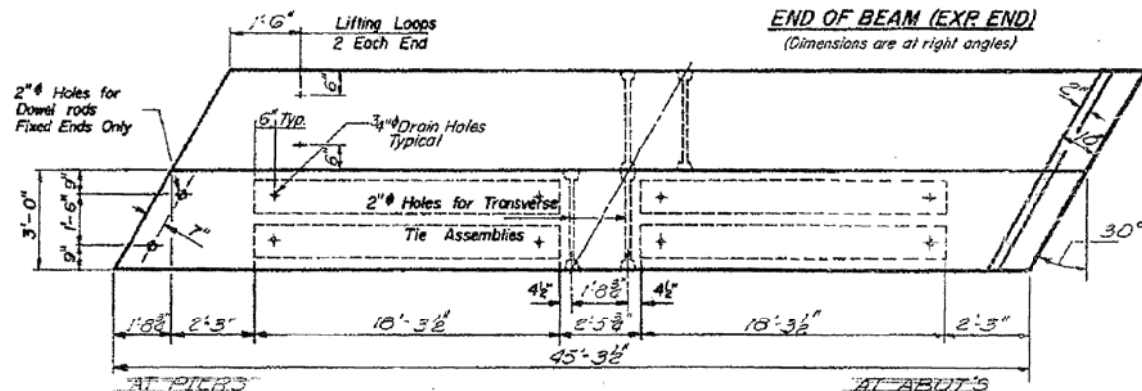 1'-6"
Lifting Loops
2 Each End
END OF BEAM (EXP. END)
(Dimensions are at right angles)
2"φ Holes for
Dowel rods
Fixed Ends Only
6"
6" Typ.
3/4"φ Drain Holes
Typical
6"
2"
10"
3'-0"
9"
1'-6"
9"
7"
2"φ Holes for Transverse
Tie Assemblies
30°
4½"
1'-8¾"
4½"
1'-8¾"
2'-3"
18'-3½"
2'-5¾"
18'-3½"
2'-3"
45'-3½"
AT PIERS
AT ABUT'S